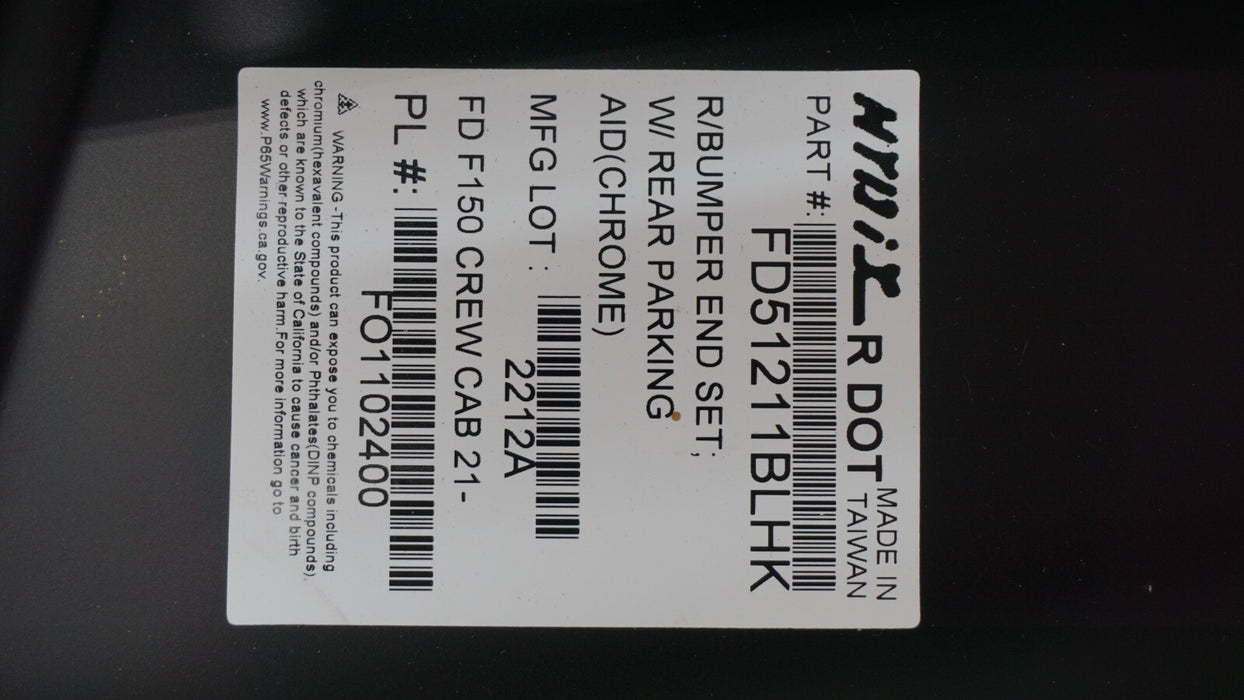 R DOT MADE IN
TAIWAN
PART #:
FD51211BLHK
R/BUMPER END SET;
W/ REAR PARKING
AID(CHROME)
MFG LOT :
2212A
FD F150 CREW CAB 21-
PL #:
FO1102400
WARNING-This product can expose you to chemicals including
chromium(hexavalent compounds) and/or Phthalates(DINP compounds),
which are known to the State of California to cause cancer and birth
defects or other reproductive harm.For more information go to
www.P65Warnings.ca.gov.